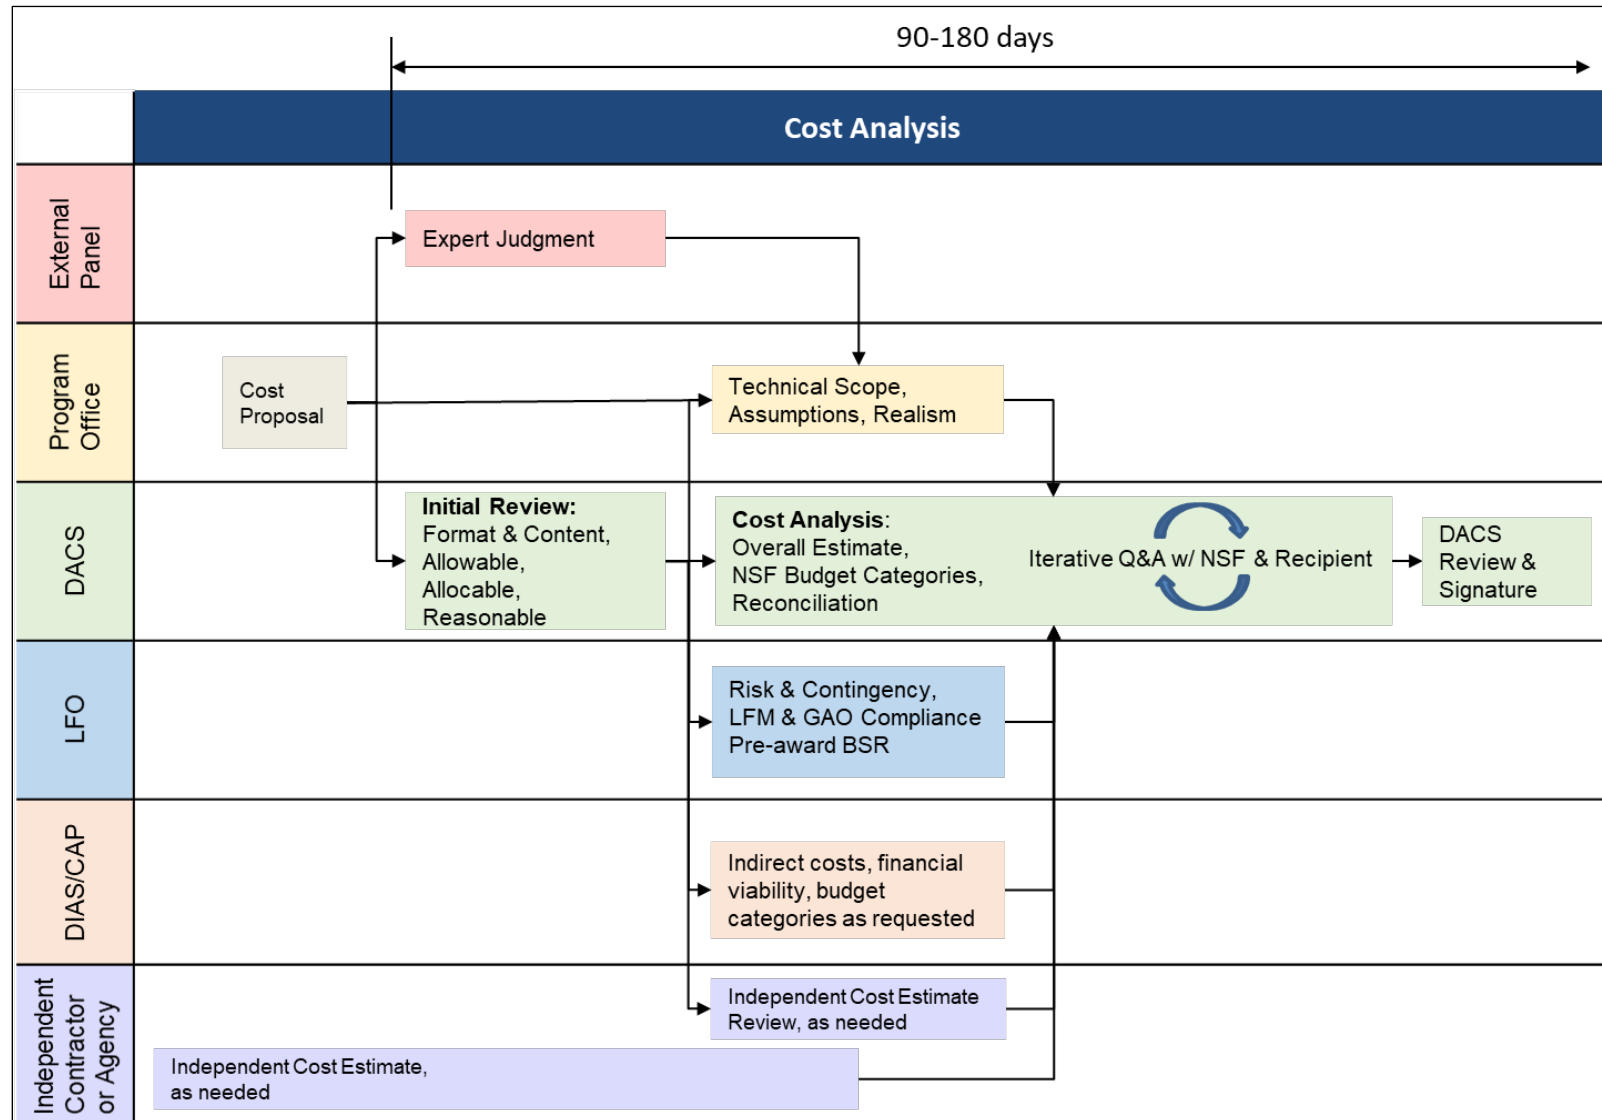 90-180 days
Cost Analysis
External
Panel
Expert Judgment
Program
Office
Cost
Proposal
Technical Scope,
Assumptions, Realism
DACS
Initial Review:
Format & Content,
Allowable,
Allocable,
Reasonable
Cost Analysis:
Overall Estimate,
NSF Budget Categories,
Reconciliation
Iterative Q&A w/ NSF & Recipient
DACS
Review &
Signature
LFO
Risk & Contingency,
LFM & GAO Compliance
Pre-award BSR
DIAS/CAP
Indirect costs, financial
viability, budget
categories as requested
Independent
Contractor
or Agency
Independent Cost Estimate
Review, as needed
Independent Cost Estimate,
as needed